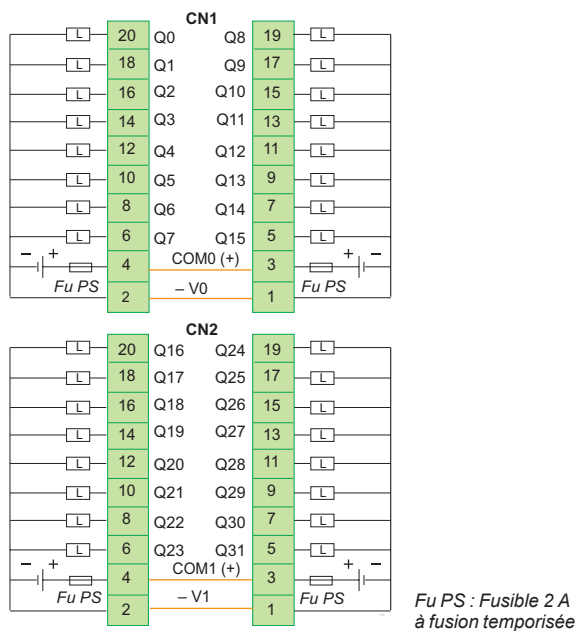 CN1
L 20 Q0 Q8 19 L
L 18 Q1 Q9 17 L
L 16 Q2 Q10 15 L
L 14 Q3 Q11 13 L
L 12 Q4 Q12 11 L
L 10 Q5 Q13 9 L
L 8 Q6 Q14 7 L
L 6 Q7 Q15 5 L
– + 4 COM0 (+) 3 + –
Fu PS 2 – V0 1 Fu PS
CN2
L 20 Q16 Q24 19 L
L 18 Q17 Q25 17 L
L 16 Q18 Q26 15 L
L 14 Q19 Q27 13 L
L 12 Q20 Q28 11 L
L 10 Q21 Q29 9 L
L 8 Q22 Q30 7 L
L 6 Q23 Q31 5 L
– + 4 COM1 (+) 3 + –
Fu PS 2 – V1 1 Fu PS
Fu PS : Fusible 2 A
à fusion temporisée